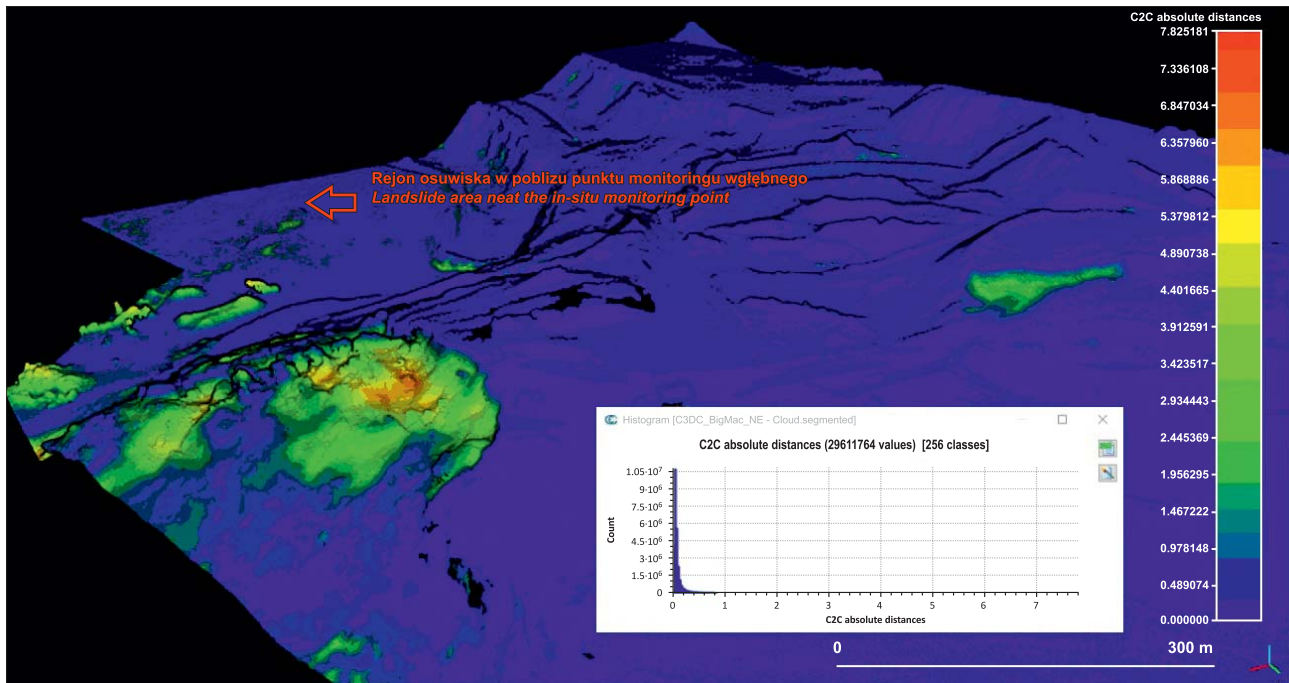 C2C absolute distances
7.825181
7.336108
6.847034
6.357960
5.868886
5.379812
4.890738
4.401665
3.912591
3.423517
2.934443
2.445369
1.956295
1.467222
0.978148
0.489074
0.000000
Rejon osuwiska w poblizu punktu monitoringu wgłębnego
Landslide area neat the in-situ monitoring point
Histogram [C3DC_BigMac_NE - Cloud.segmented]
C2C absolute distances (29611764 values) [256 classes]
1.05·10⁷
9·10⁶
7.5·10⁶
6·10⁶
4.5·10⁶
3·10⁶
1.5·10⁶
0
Count
0 1 2 3 4 5 6 7
C2C absolute distances
0 300 m